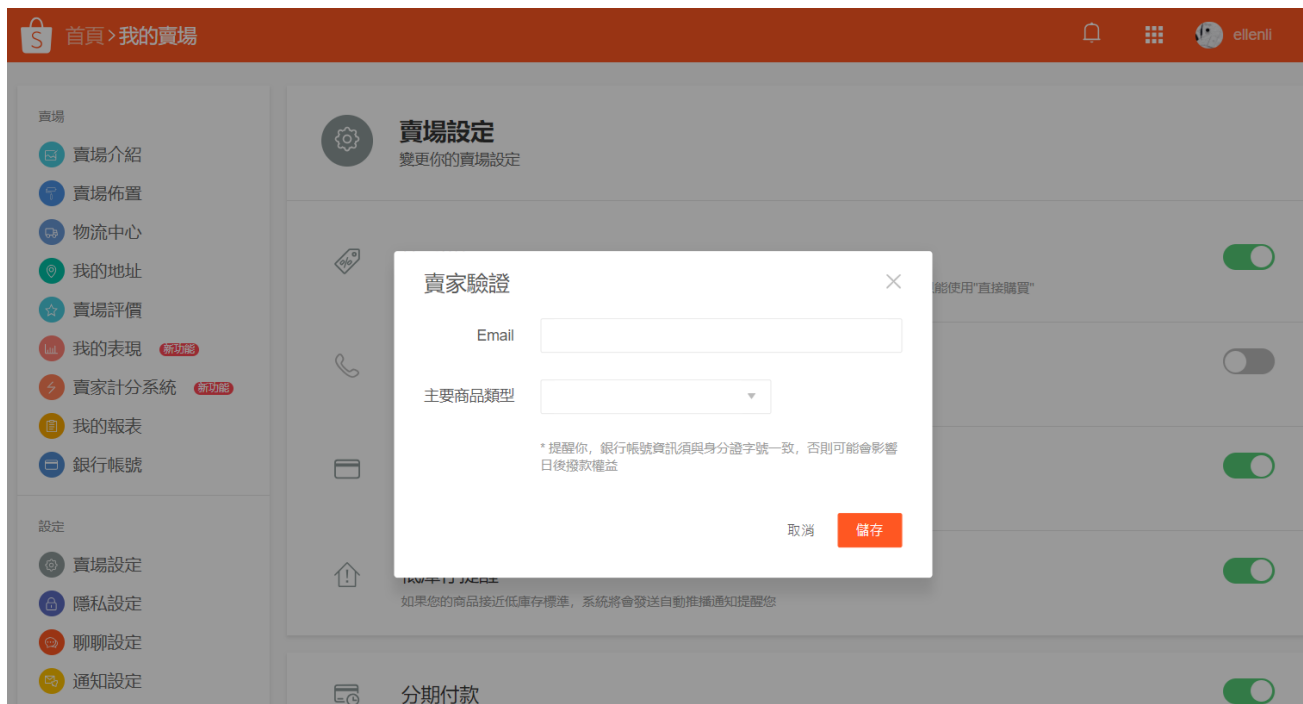 S 首頁>我的賣場
ellenli
賣場
賣場介紹
賣場佈置
物流中心
我的地址
賣場評價
我的表現 新功能
賣家計分系統 新功能
我的報表
銀行帳號
設定
賣場設定
隱私設定
聊聊設定
通知設定
賣場設定
變更你的賣場設定
能使用"直接購買"
賣家驗證
Email
主要商品類型
* 提醒你，銀行帳號資訊須與身分證字號一致，否則可能會影響
日後撥款權益
取消 儲存
低庫存提醒
如果您的商品接近低庫存標準，系統將會發送自動推播通知提醒您
分期付款